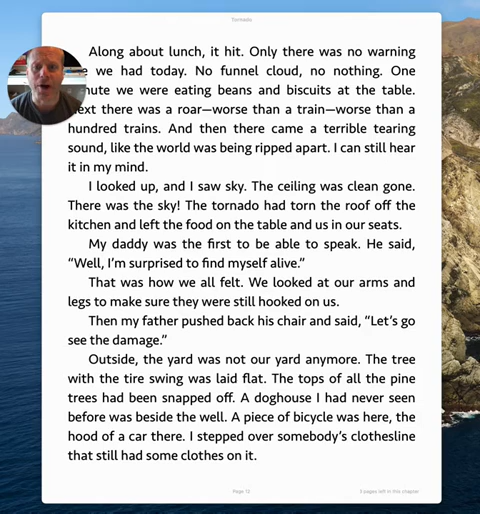 Tornado
Along about lunch, it hit. Only there was no warning
we had today. No funnel cloud, no nothing. One
were eating beans and biscuits at the table.
there was a roar—worse than a train—worse than a
hundred trains. And then there came a terrible tearing
sound, like the world was being ripped apart. I can still hear
it in my mind.
I looked up, and I saw sky. The ceiling was clean gone.
There was the sky! The tornado had torn the roof off the
kitchen and left the food on the table and us in our seats.
My daddy was the first to be able to speak. He said,
“Well, I’m surprised to find myself alive.”
That was how we all felt. We looked at our arms and
legs to make sure they were still hooked on us.
Then my father pushed back his chair and said, “Let’s go
see the damage.”
Outside, the yard was not our yard anymore. The tree
with the tire swing was laid flat. The tops of all the pine
trees had been snapped off. A doghouse I had never seen
before was beside the well. A piece of bicycle was here, the
hood of a car there. I stepped over somebody’s clothesline
that still had some clothes on it.
Page 12
pages left in this chapter